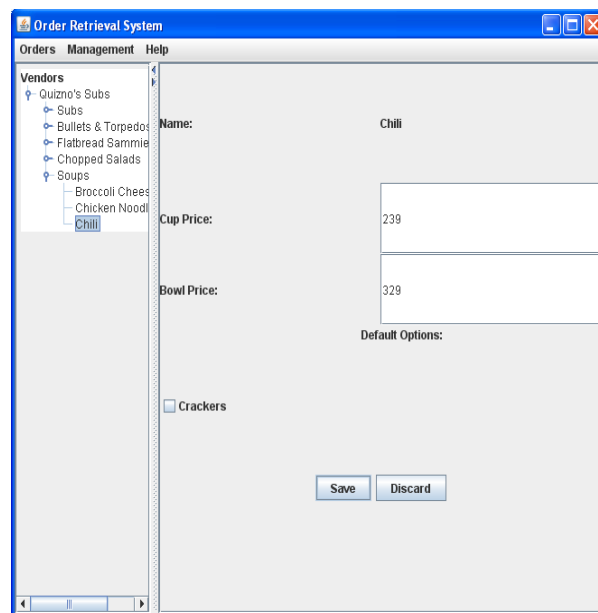 Order Retrieval System
Orders Management Help
Vendors
Quizno's Subs
Subs
Bullets & Torpedos
Flatbread Sammie
Chopped Salads
Soups
Broccoli Chees
Chicken Noodl
Chili
Name: Chili
Cup Price: 239
Bowl Price: 329
Default Options:
Crackers
Save Discard